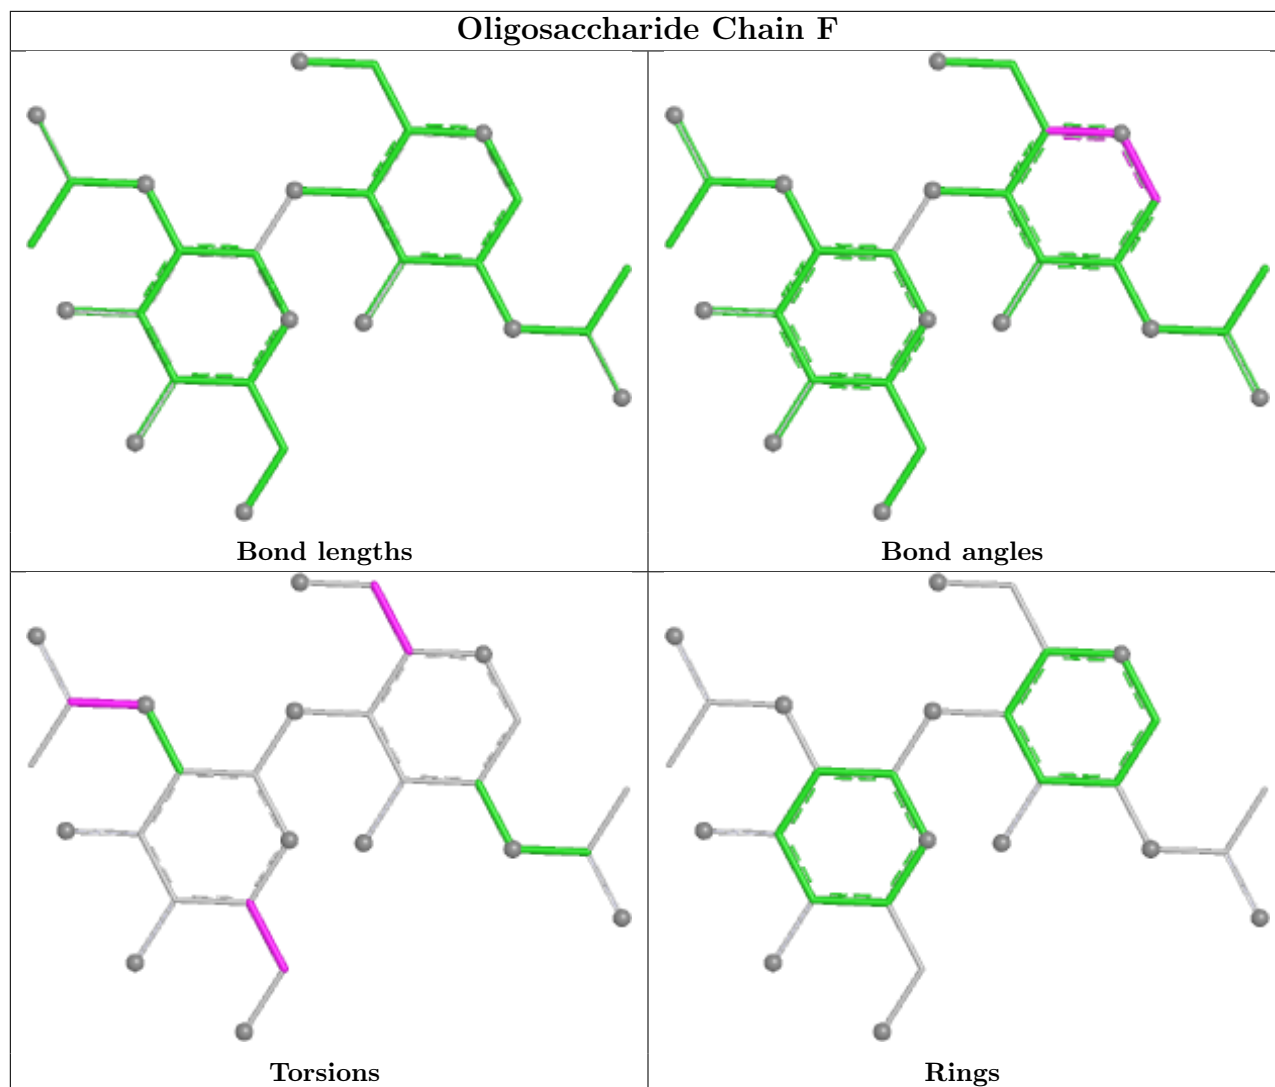 Oligosaccharide Chain F
Bond lengths
Bond angles
Torsions
Rings